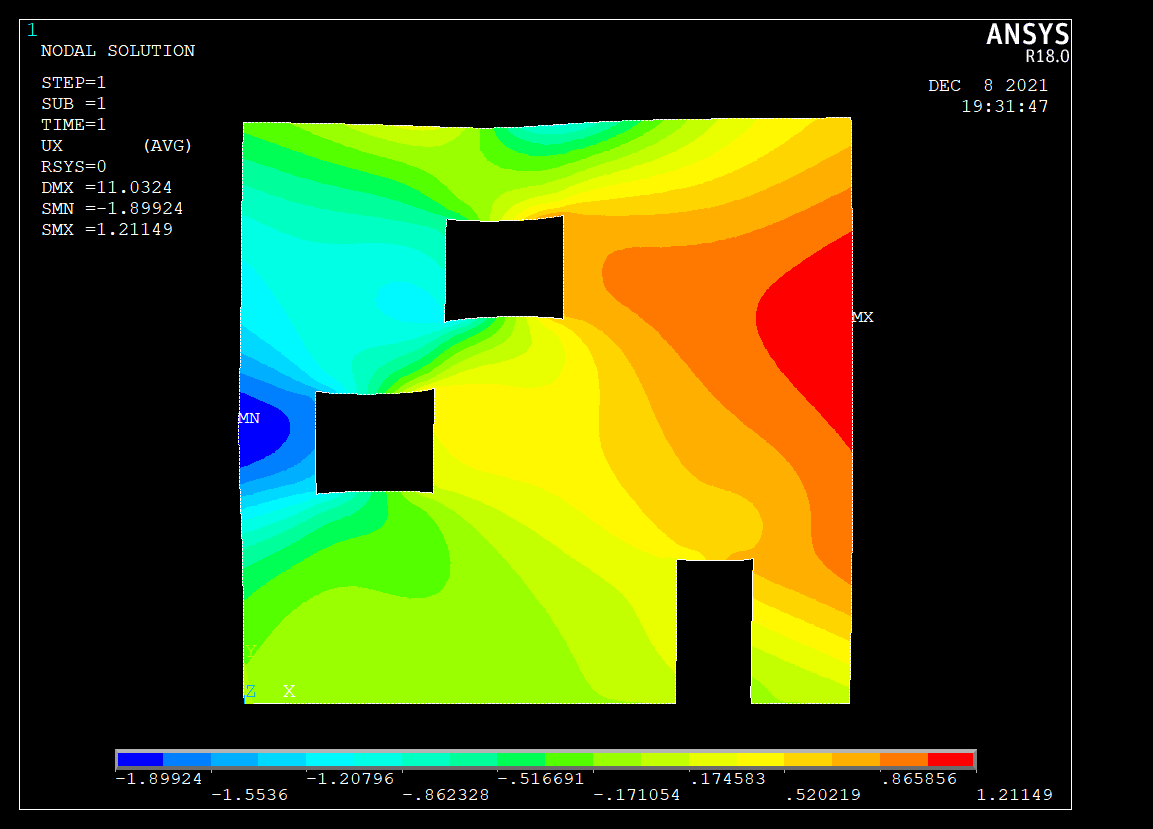 1
ANSYS
R18.0
NODAL SOLUTION
DEC  8 2021
19:31:47
STEP=1
SUB =1
TIME=1
UX       (AVG)
RSYS=0
DMX =11.0324
SMN =-1.89924
SMX =1.21149
MX
MN
Y
Z X
-1.89924 -1.20796 -.516691 .174583 .865856
-1.5536 -.862328 -.171054 .520219 1.21149